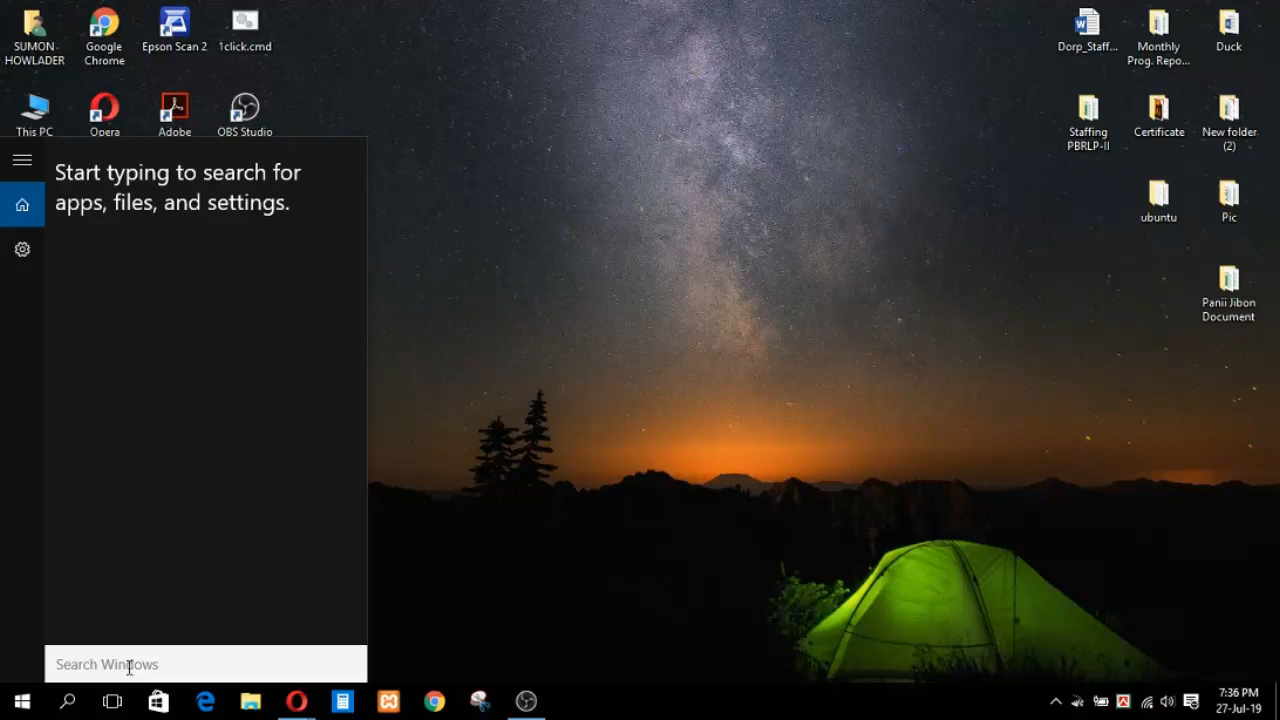 SUMON
HOWLADER
Google
Chrome
Epson Scan 2
1click.cmd
Dorp_Staff...
Monthly
Prog. Repo...
Duck
This PC
Opera
Adobe
OBS Studio
Staffing
PBRLP-II
Certificate
New folder
(2)
Start typing to search for
apps, files, and settings.
ubuntu
Pic
Panii Jibon
Document
Search Windows
7:36 PM
27-Jul-19